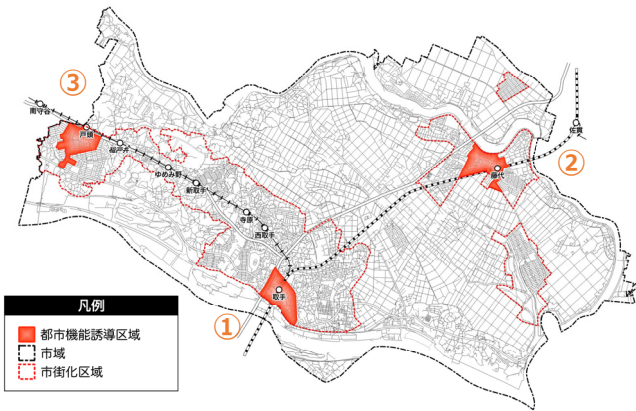 ③
南守谷
戸頭
稲戸井
ゆめみ野
新取手
寺原
西取手
取手
①
佐貫
②
藤代
凡例
都市機能誘導区域
市域
市街化区域